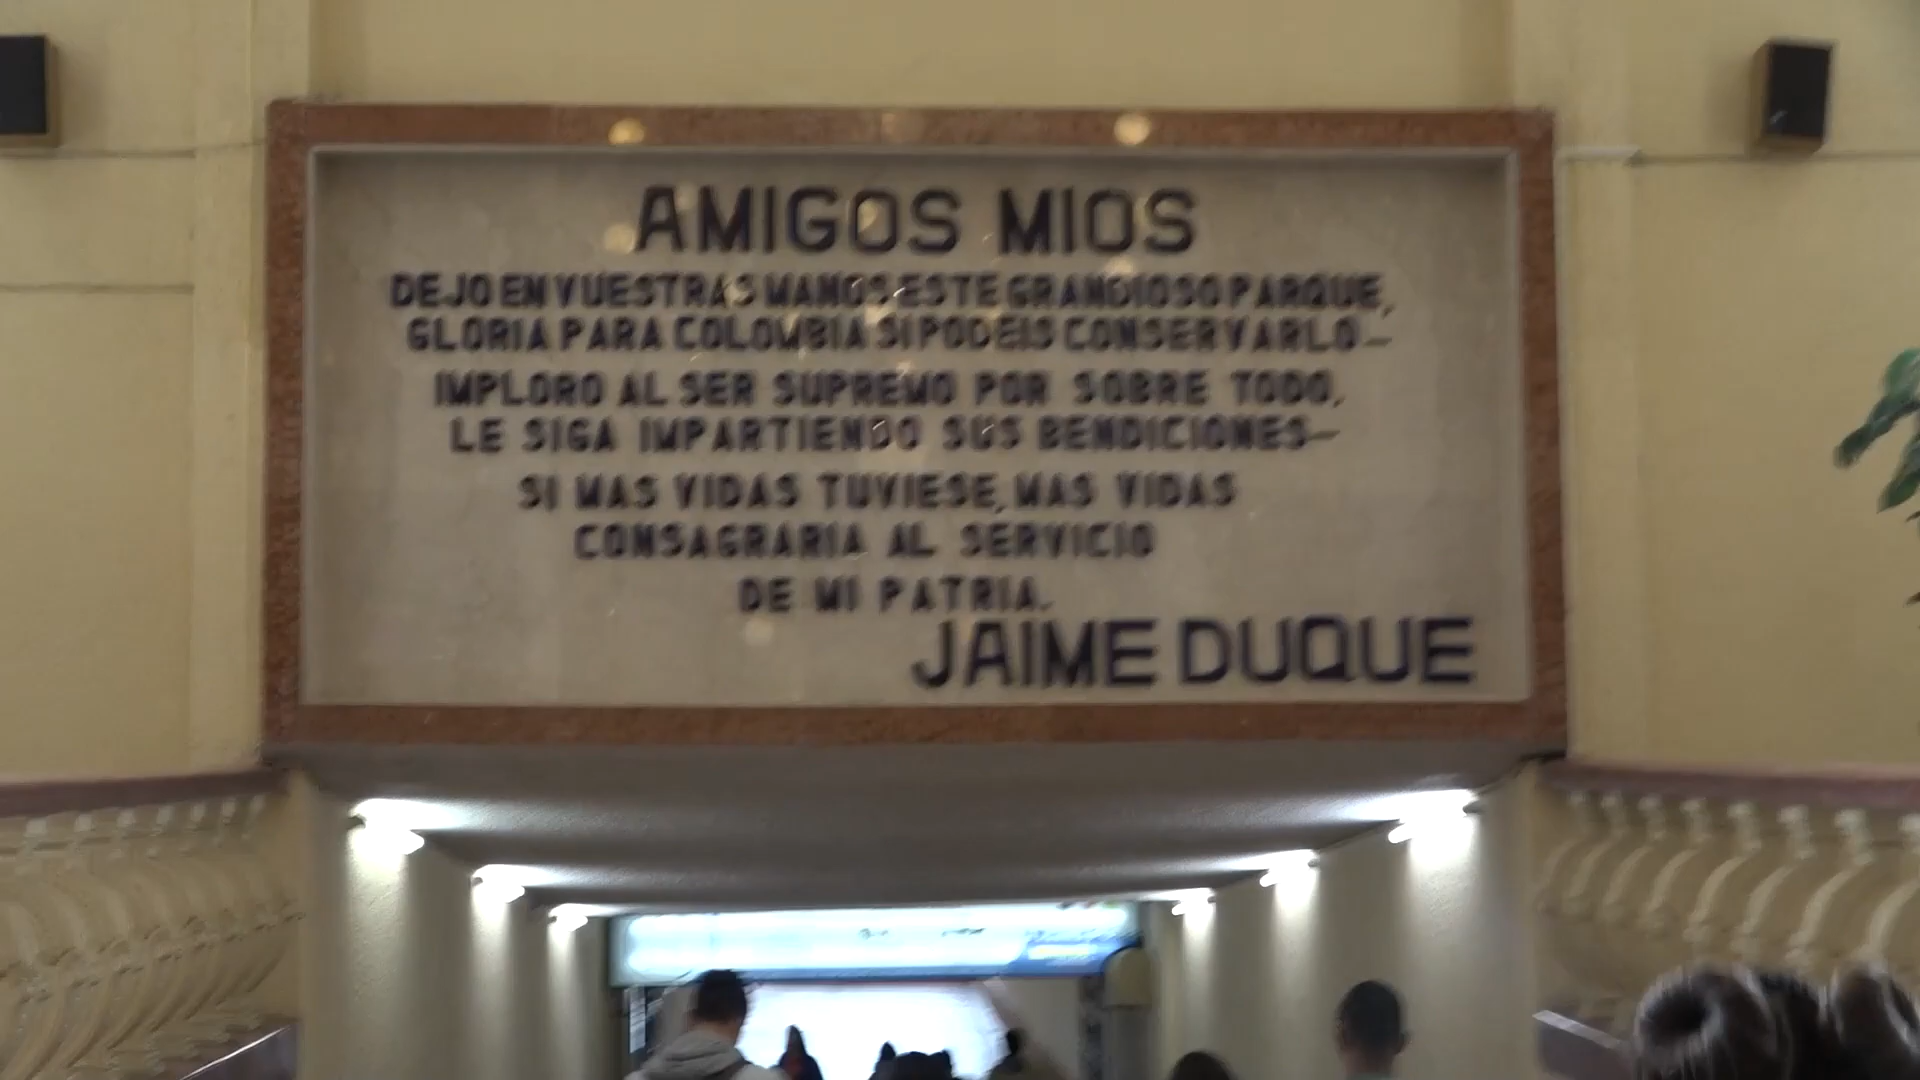 AMIGOS MIOS
DEJO EN VUESTRAS MANOS ESTE GRANDIOSO PARQUE,
GLORIA PARA COLOMBIA SI PODEIS CONSERVARLO—
IMPLORO AL SER SUPREMO POR SOBRE TODO,
LE SIGA IMPARTIENDO SUS BENDICIONES—
SI MAS VIDAS TUVIESE, MAS VIDAS
CONSAGRARIA AL SERVICIO
DE MI PATRIA.
JAIME DUQUE